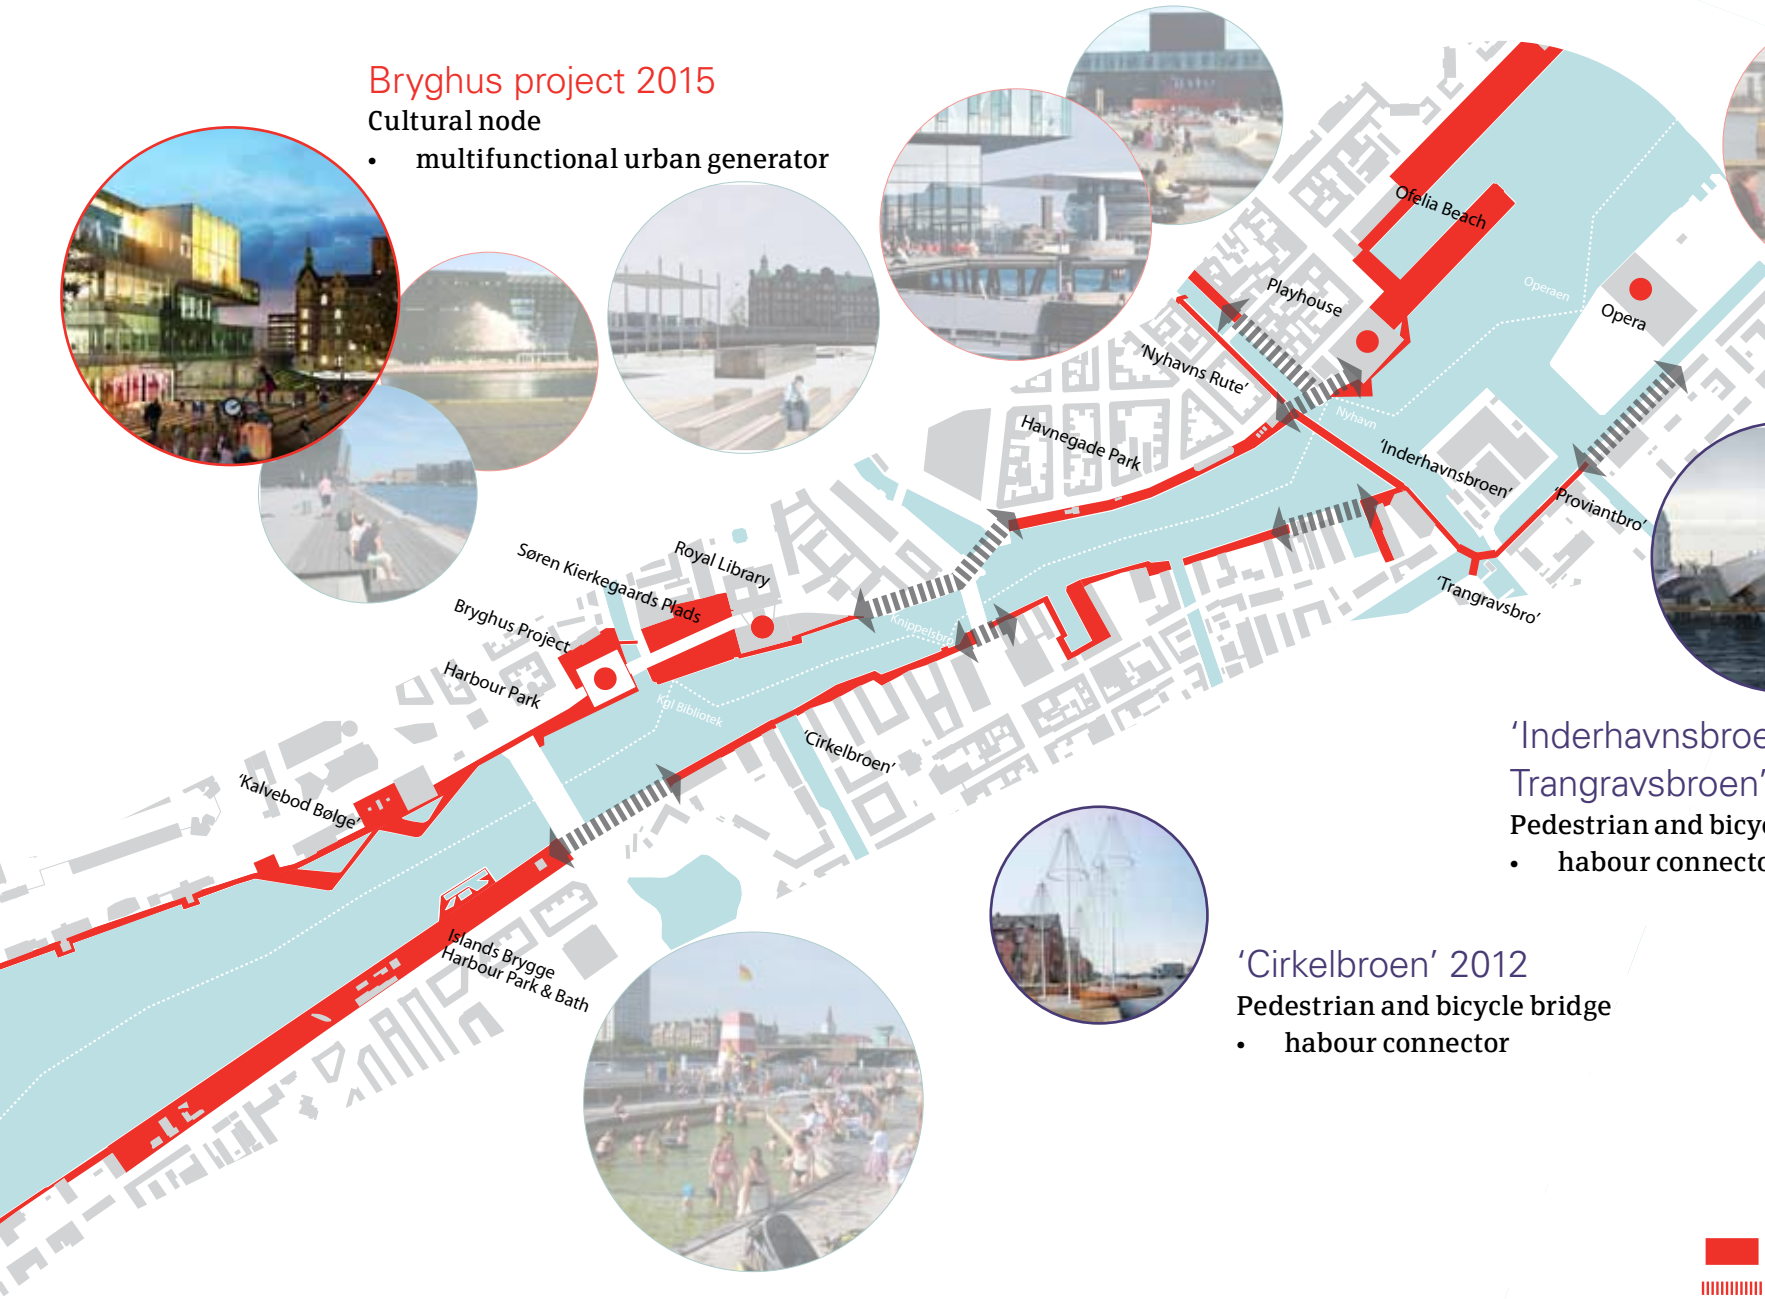 Bryghus project 2015
Cultural node
• multifunctional urban generator
Ofelia Beach
Playhouse
Operaen
Opera
'Nyhavns Rute'
Nyhavn
Havnegade Park
'Inderhavnsbroen'
'Proviantbro'
'Trangravsbro'
Royal Library
Søren Kierkegaards Plads
Bryghus Project
Harbour Park
Knippelsbro
Kgl Bibliotek
'Cirkelbroen'
'Kalvebod Bølge'
Islands Brygge
Harbour Park & Bath
'Inderhavnsbroe
Trangravsbroen'
Pedestrian and bicyc
• habour connecto
'Cirkelbroen' 2012
Pedestrian and bicycle bridge
• habour connector